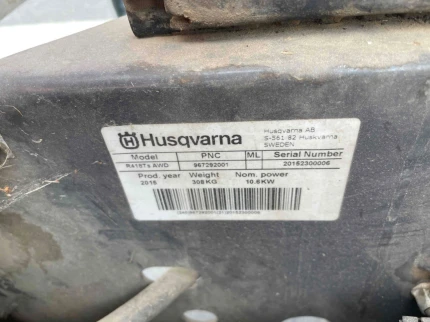 Husqvarna
Husqvarna AB
S-561 82 Huskvarna
SWEDEN
Model PNC ML Serial Number
R418Ts AWD 967292001 20152300006
Prod. year Weight Nom. power
2015 308KG 10.6KW